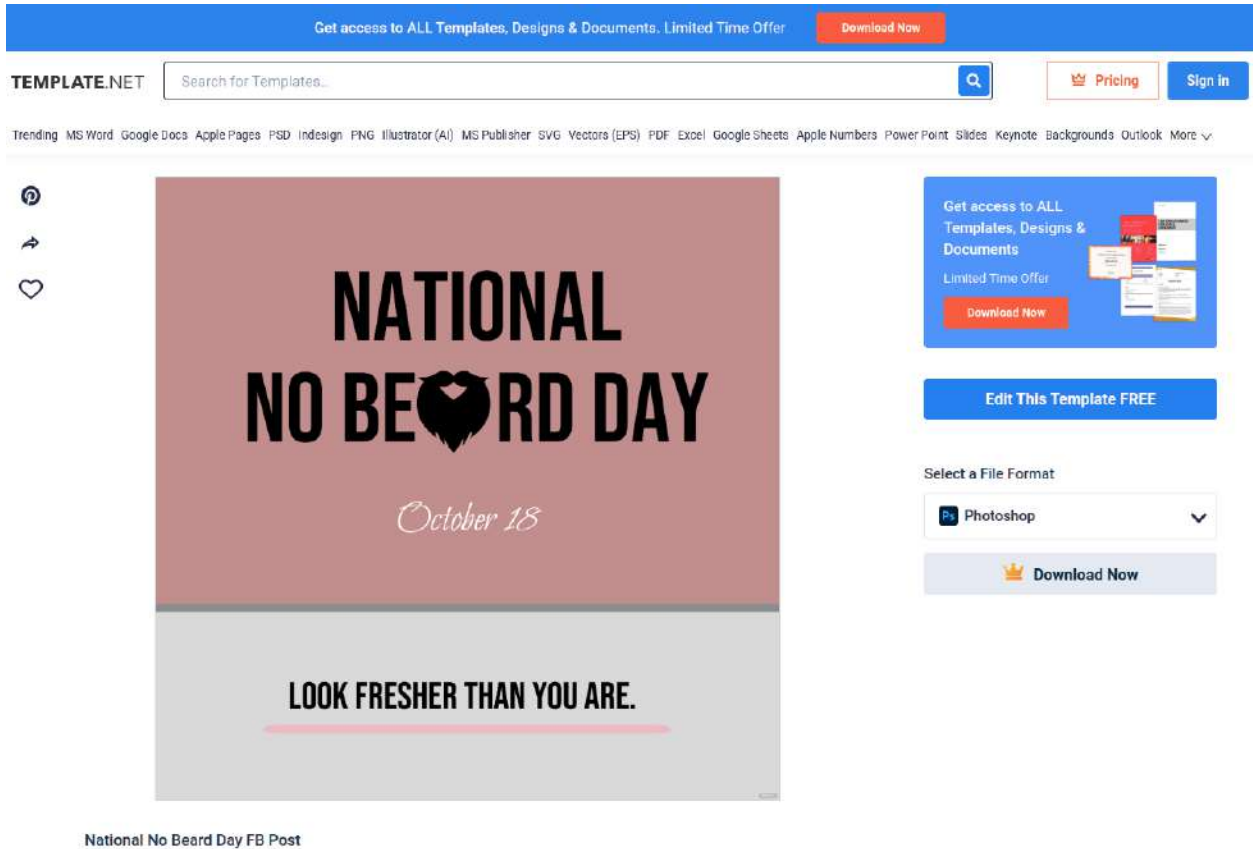 Get access to ALL Templates, Designs & Documents. Limited Time Offer
Download Now
TEMPLATE.NET
Search for Templates...
Pricing
Sign in
Trending MS Word Google Docs Apple Pages PSD Indesign PNG Illustrator (AI) MS Publisher SVG Vectors (EPS) PDF Excel Google Sheets Apple Numbers Power Point Slides Keynote Backgrounds Outlook More
NATIONAL
NO BE RD DAY
October 18
LOOK FRESHER THAN YOU ARE.
Get access to ALL
Templates, Designs &
Documents
Limited Time Offer
Download Now
Edit This Template FREE
Select a File Format
Ps Photoshop
Download Now
National No Beard Day FB Post